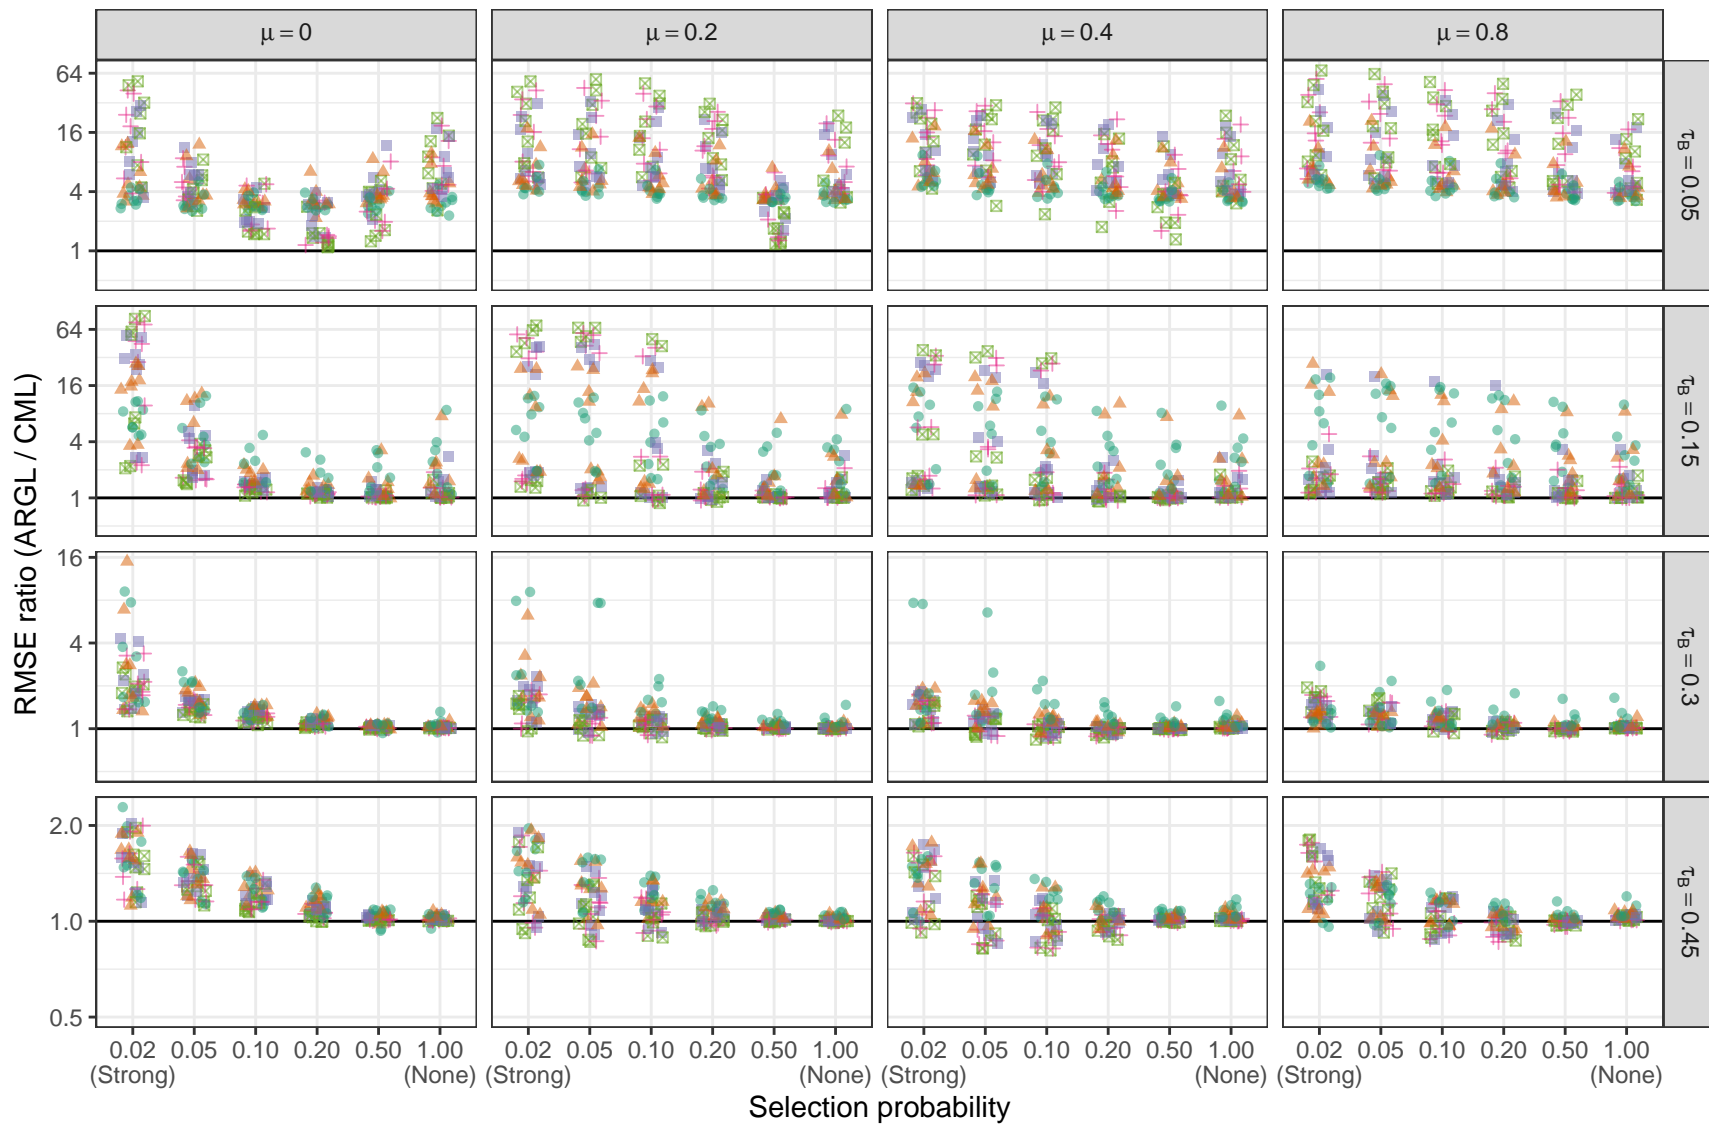 μ = 0
μ = 0.2
μ = 0.4
μ = 0.8
64
16
4
1
τB = 0.05
64
16
4
1
τB = 0.15
16
4
1
τB = 0.3
2.0
1.0
0.5
τB = 0.45
RMSE ratio (ARGL / CML)
0.02 0.05 0.10 0.20 0.50 1.00 0.02 0.05 0.10 0.20 0.50 1.00 0.02 0.05 0.10 0.20 0.50 1.00 0.02 0.05 0.10 0.20 0.50 1.00
(Strong) (None) (Strong) (None) (Strong) (None) (Strong) (None)
Selection probability